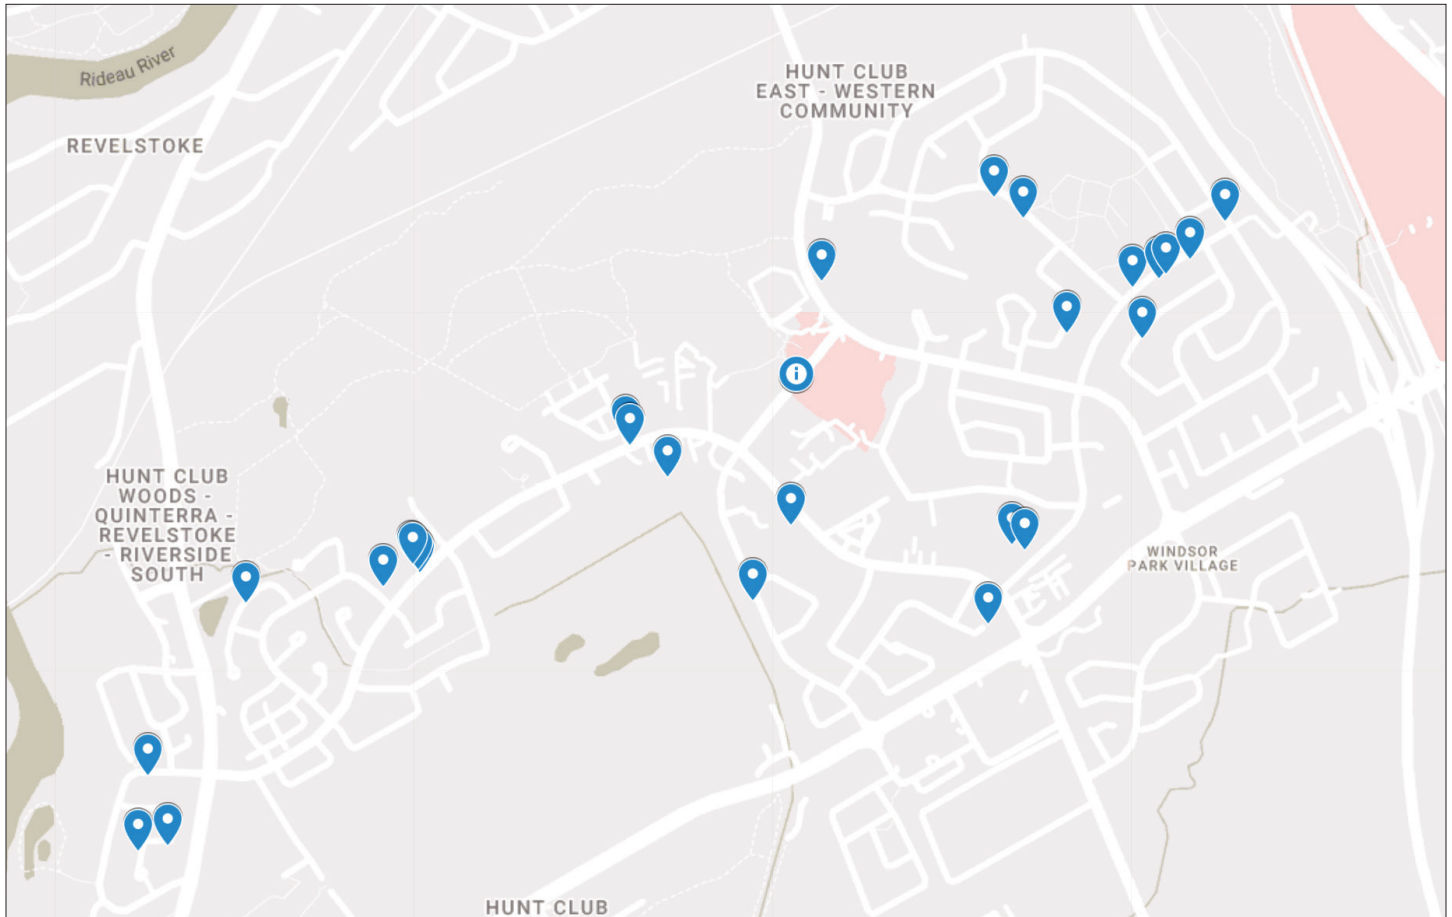 Rideau River
HUNT CLUB
EAST - WESTERN
COMMUNITY
REVELSTOKE
HUNT CLUB
WOODS -
QUINTERRA -
REVELSTOKE
- RIVERSIDE
SOUTH
WINDSOR
PARK VILLAGE
HUNT CLUB